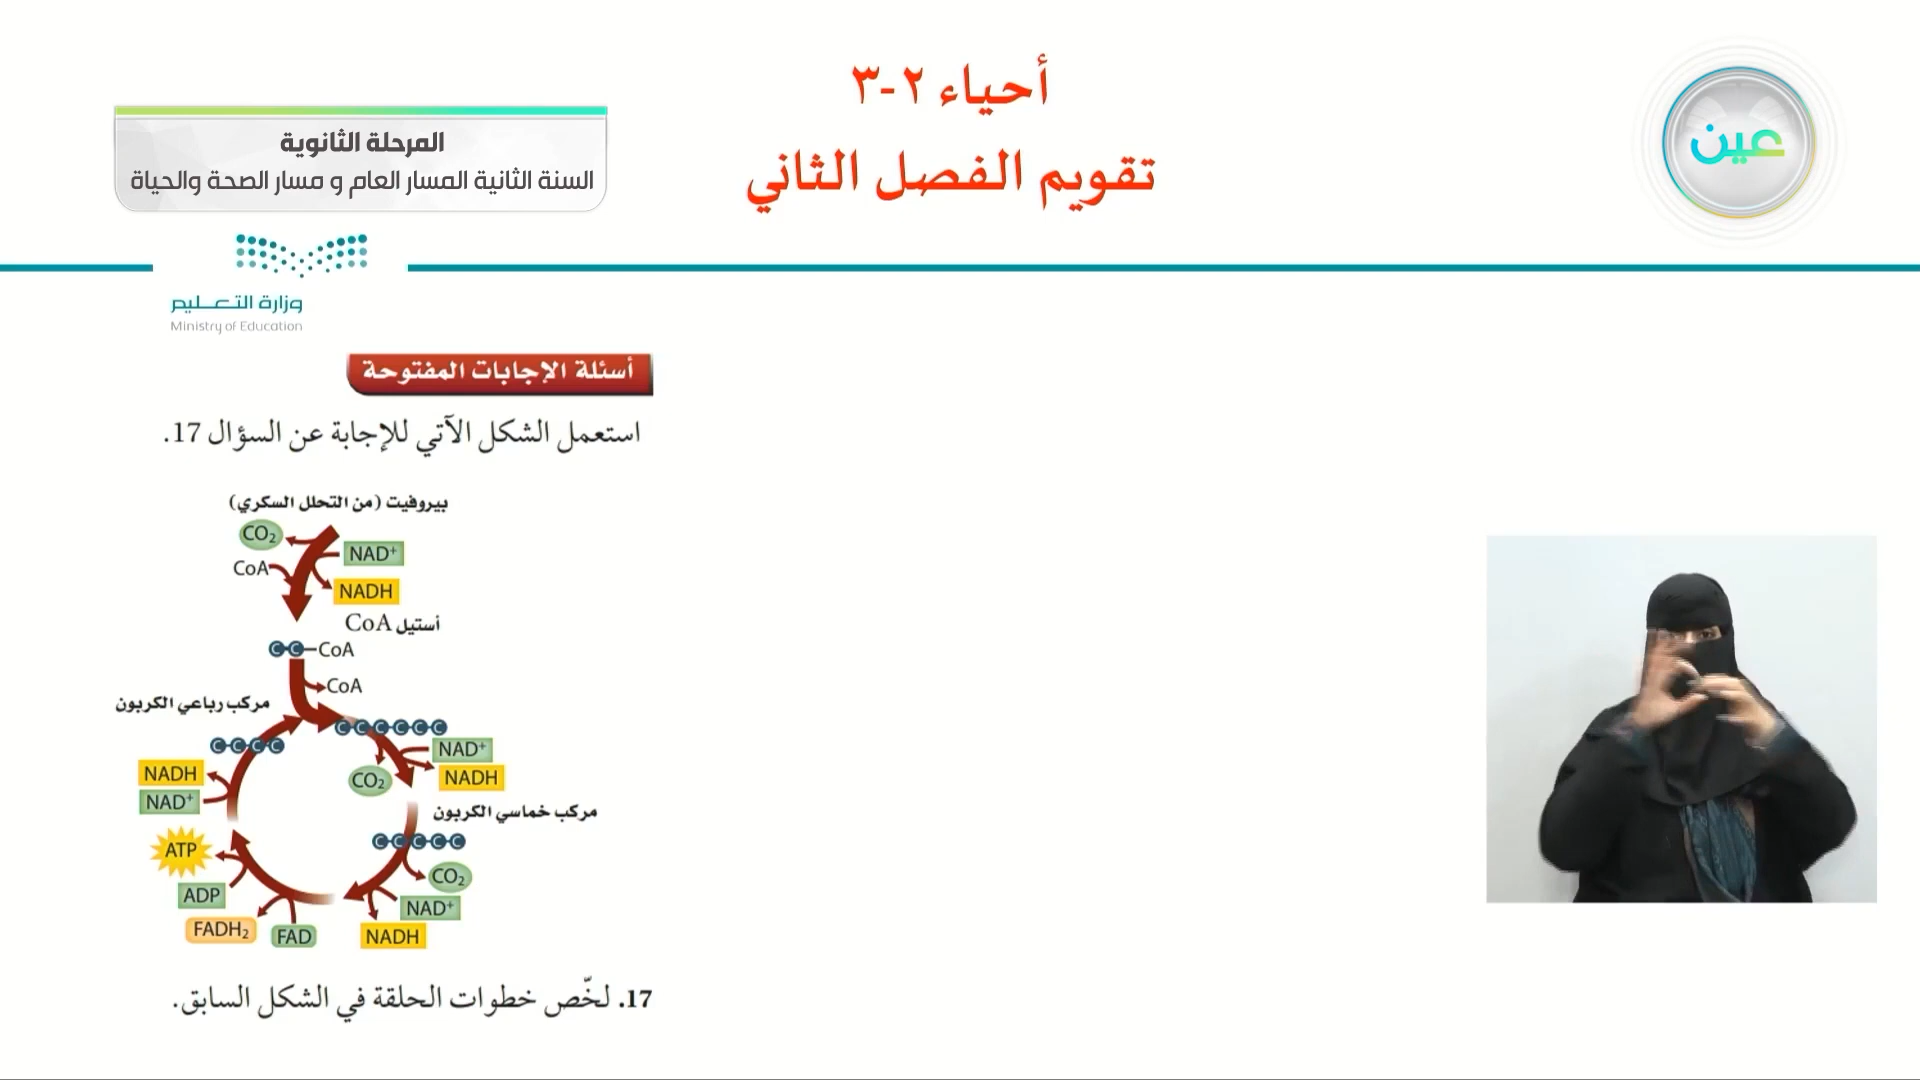 أحياء ٢-٣
تقويم الفصل الثاني
عين
المرحلة الثانوية
السنة الثانية المسار العام و مسار الصحة والحياة
وزارة التعليم
Ministry of Education
أسئلة الإجابات المفتوحة
استعمل الشكل الآتي للإجابة عن السؤال 17.
بيروفيت (من التحلل السكري)
CO₂
NAD⁺
CoA
NADH
أستيل CoA
C C CoA
CoA
مركب رباعي الكربون
C C C C C C
C C C C
NAD⁺
NADH
CO₂
NADH
NAD⁺
مركب خماسي الكربون
C C C C C
ATP
CO₂
ADP
NAD⁺
FADH₂
FAD
NADH
17. لخّص خطوات الحلقة في الشكل السابق.